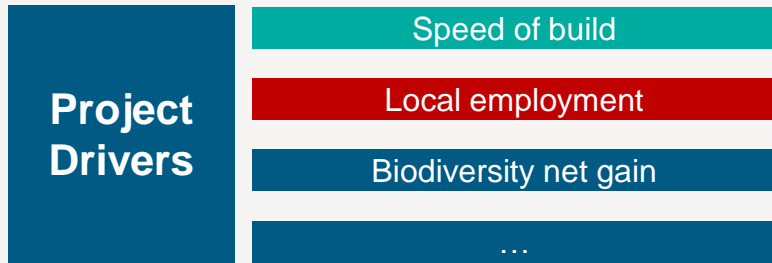 Project
Drivers
Speed of build
Local employment
Biodiversity net gain
…